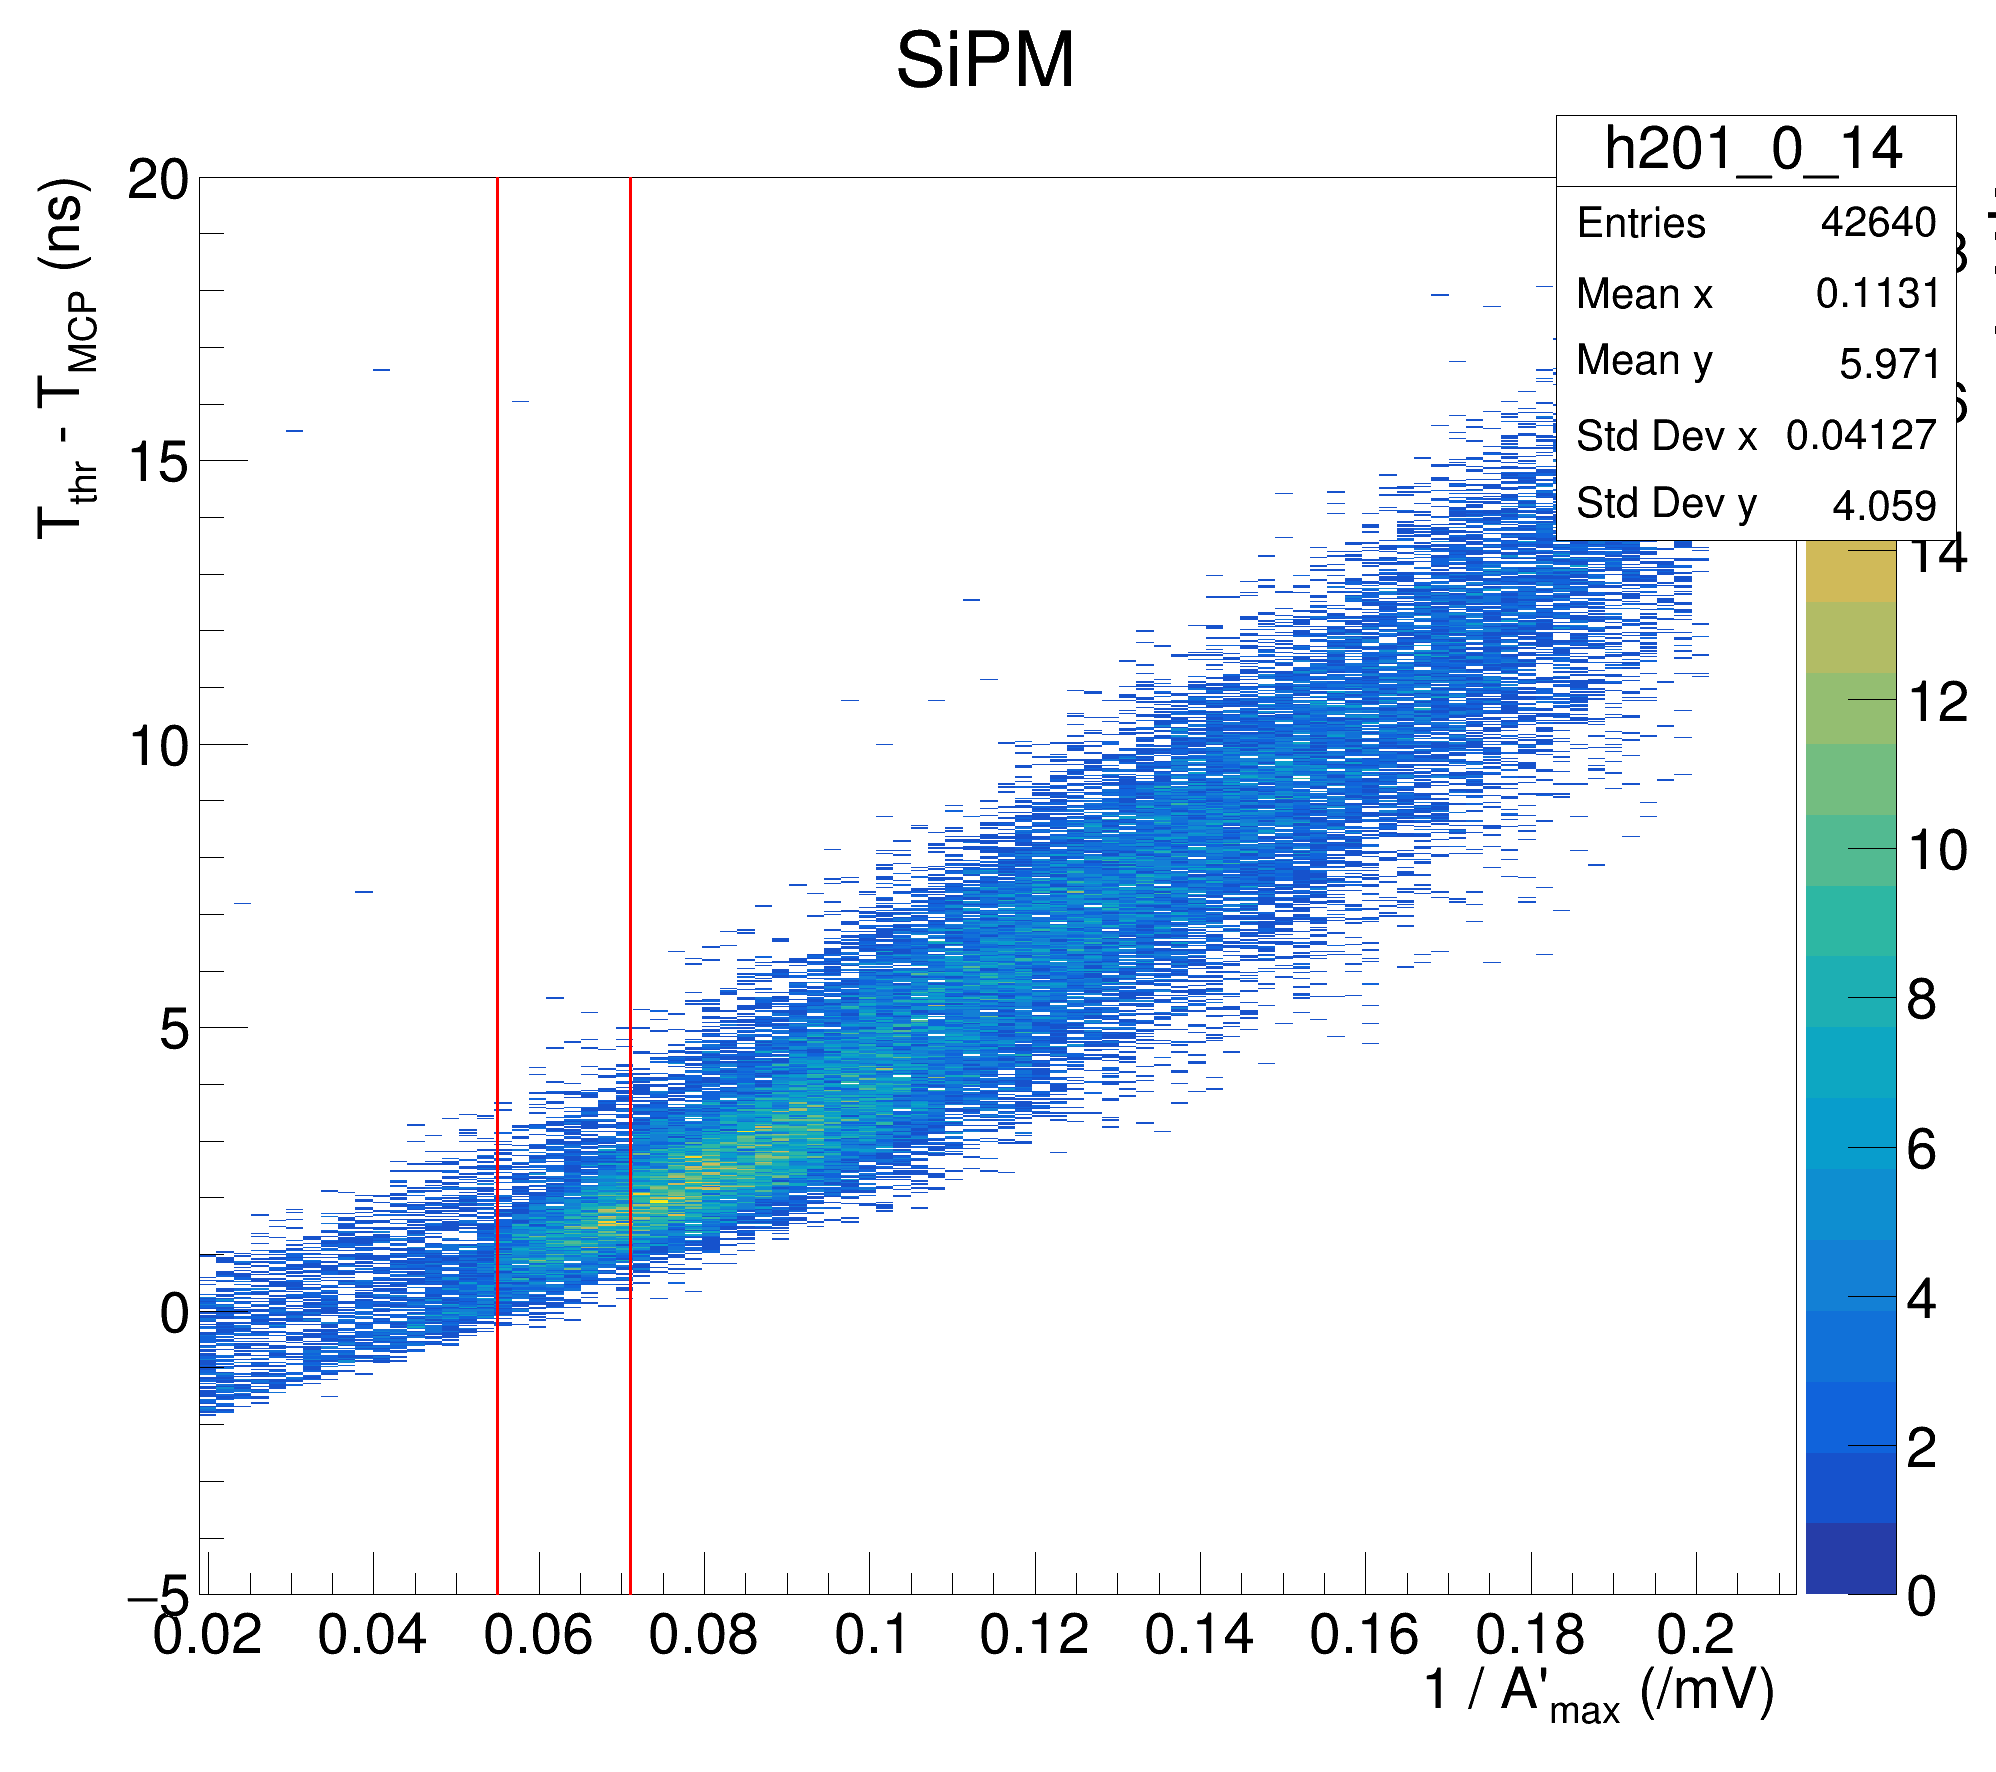 SiPM
h201_0_14
Entries 42640
Mean x 0.1131
Mean y 5.971
Std Dev x 0.04127
Std Dev y 4.059
T_thr - T_MCP (ns)
20
15
10
5
0
−5
0.02 0.04 0.06 0.08 0.1 0.12 0.14 0.16 0.18 0.2
1 / A'_max (/mV)
14
12
10
8
6
4
2
0